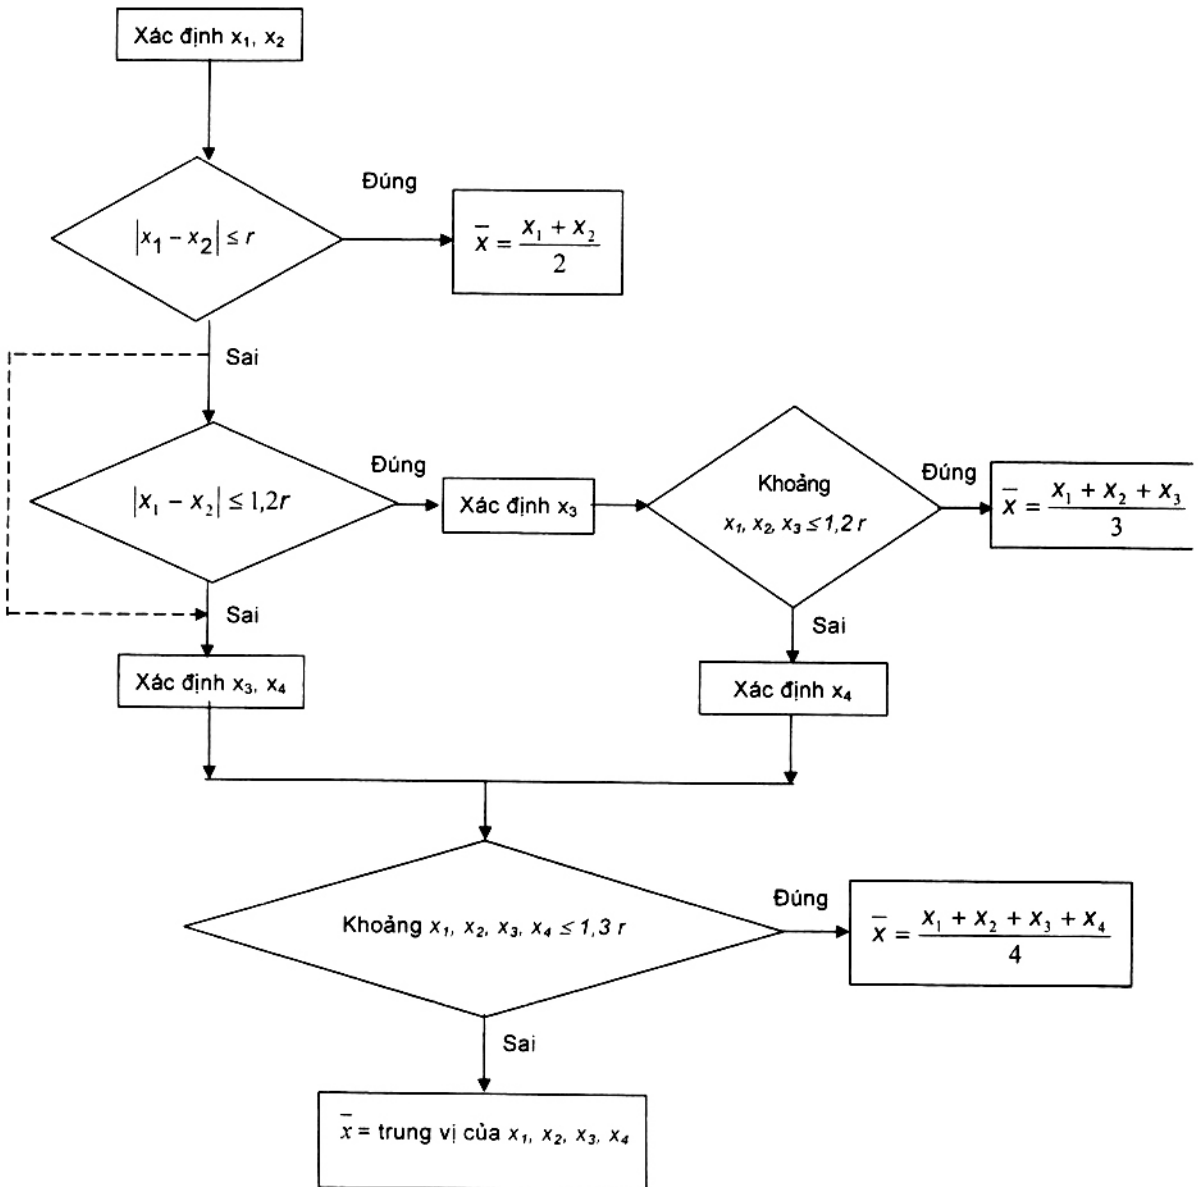 Xác định x₁, x₂
Đúng
|x₁ − x₂| ≤ r
x̄ = (x₁ + x₂)/2
Sai
|x₁ − x₂| ≤ 1,2r
Đúng
Xác định x₃
Khoảng
x₁, x₂, x₃ ≤ 1,2 r
Đúng
x̄ = (x₁ + x₂ + x₃)/3
Sai
Sai
Xác định x₃, x₄
Xác định x₄
Khoảng x₁, x₂, x₃, x₄ ≤ 1,3 r
Đúng
x̄ = (x₁ + x₂ + x₃ + x₄)/4
Sai
x̄ = trung vị của x₁, x₂, x₃, x₄